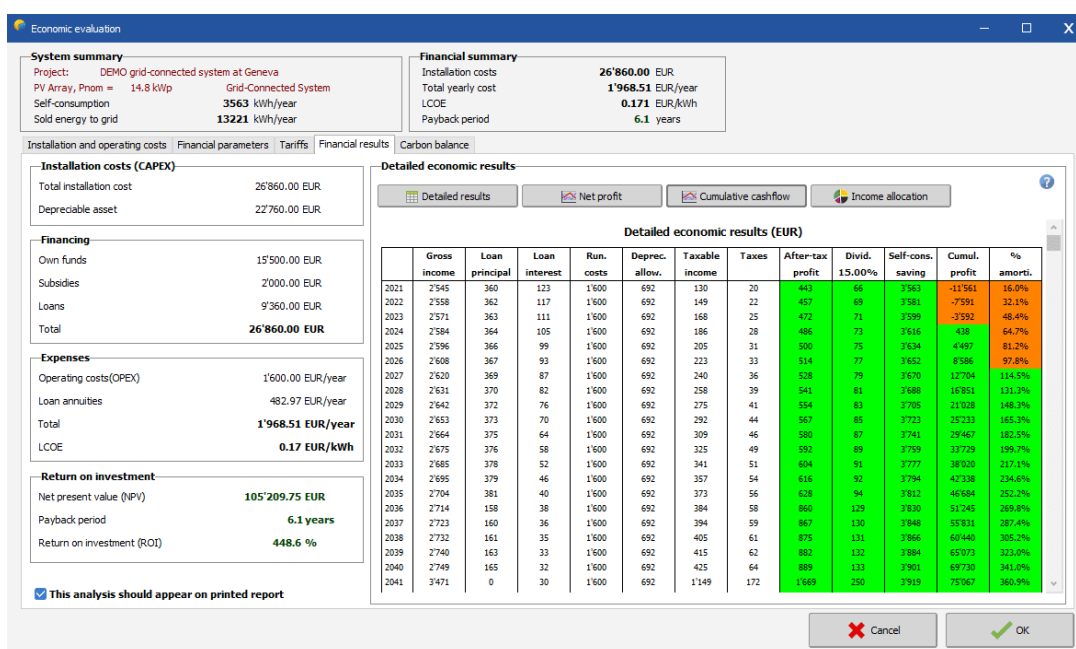 Economic evaluation
System summary
Project: DEMO grid-connected system at Geneva
PV Array, Pnom = 14.8 kWp Grid-Connected System
Self-consumption 3563 kWh/year
Sold energy to grid 13221 kWh/year
Financial summary
Installation costs 26'860.00 EUR
Total yearly cost 1'968.51 EUR/year
LCOE 0.171 EUR/kWh
Payback period 6.1 years
Installation and operating costs Financial parameters Tariffs Financial results Carbon balance
Installation costs (CAPEX)
Total installation cost 26'860.00 EUR
Depreciable asset 22'760.00 EUR
Financing
Own funds 15'500.00 EUR
Subsidies 2'000.00 EUR
Loans 9'360.00 EUR
Total 26'860.00 EUR
Expenses
Operating costs(OPEX) 1'600.00 EUR/year
Loan annuities 482.97 EUR/year
Total 1'968.51 EUR/year
LCOE 0.17 EUR/kWh
Return on investment
Net present value (NPV) 105'209.75 EUR
Payback period 6.1 years
Return on investment (ROI) 448.6 %
This analysis should appear on printed report
Detailed economic results
Detailed results Net profit Cumulative cashflow Income allocation
?
Detailed economic results (EUR)
Gross Loan Loan Run. Deprec. Taxable Taxes After-tax Divid. Self-cons. Cumul. %
income principal interest costs allow. income profit 15.00% saving profit amorti.
2021 2'545 360 123 1'600 692 130 20 443 66 3'563 -11'561 16.0%
2022 2'558 362 117 1'600 692 149 22 457 69 3'581 -7'591 32.1%
2023 2'571 363 111 1'600 692 168 25 472 71 3'599 -3'592 48.4%
2024 2'584 364 105 1'600 692 186 28 486 73 3'616 438 64.7%
2025 2'596 366 99 1'600 692 205 31 500 75 3'634 4'497 81.2%
2026 2'608 367 93 1'600 692 223 33 514 77 3'652 8'586 97.8%
2027 2'620 369 87 1'600 692 240 36 528 79 3'670 12'704 114.5%
2028 2'631 370 82 1'600 692 258 39 541 81 3'688 16'851 131.3%
2029 2'642 372 76 1'600 692 275 41 554 83 3'705 21'028 148.3%
2030 2'653 373 70 1'600 692 292 44 567 85 3'723 25'233 165.3%
2031 2'664 375 64 1'600 692 309 46 580 87 3'741 29'467 182.5%
2032 2'675 376 58 1'600 692 325 49 592 89 3'759 33'729 199.7%
2033 2'685 378 52 1'600 692 341 51 604 91 3'777 38'020 217.1%
2034 2'695 379 46 1'600 692 357 54 616 92 3'794 42'338 234.6%
2035 2'704 381 40 1'600 692 373 56 628 94 3'812 46'684 252.2%
2036 2'714 158 38 1'600 692 384 58 860 129 3'830 51'245 269.8%
2037 2'723 160 36 1'600 692 394 59 867 130 3'848 55'831 287.4%
2038 2'732 161 35 1'600 692 405 61 875 131 3'866 60'440 305.2%
2039 2'740 163 33 1'600 692 415 62 882 132 3'884 65'073 323.0%
2040 2'749 165 32 1'600 692 425 64 889 133 3'901 69'730 341.0%
2041 3'471 0 30 1'600 692 1'149 172 1'669 250 3'919 75'067 360.9%
Cancel OK